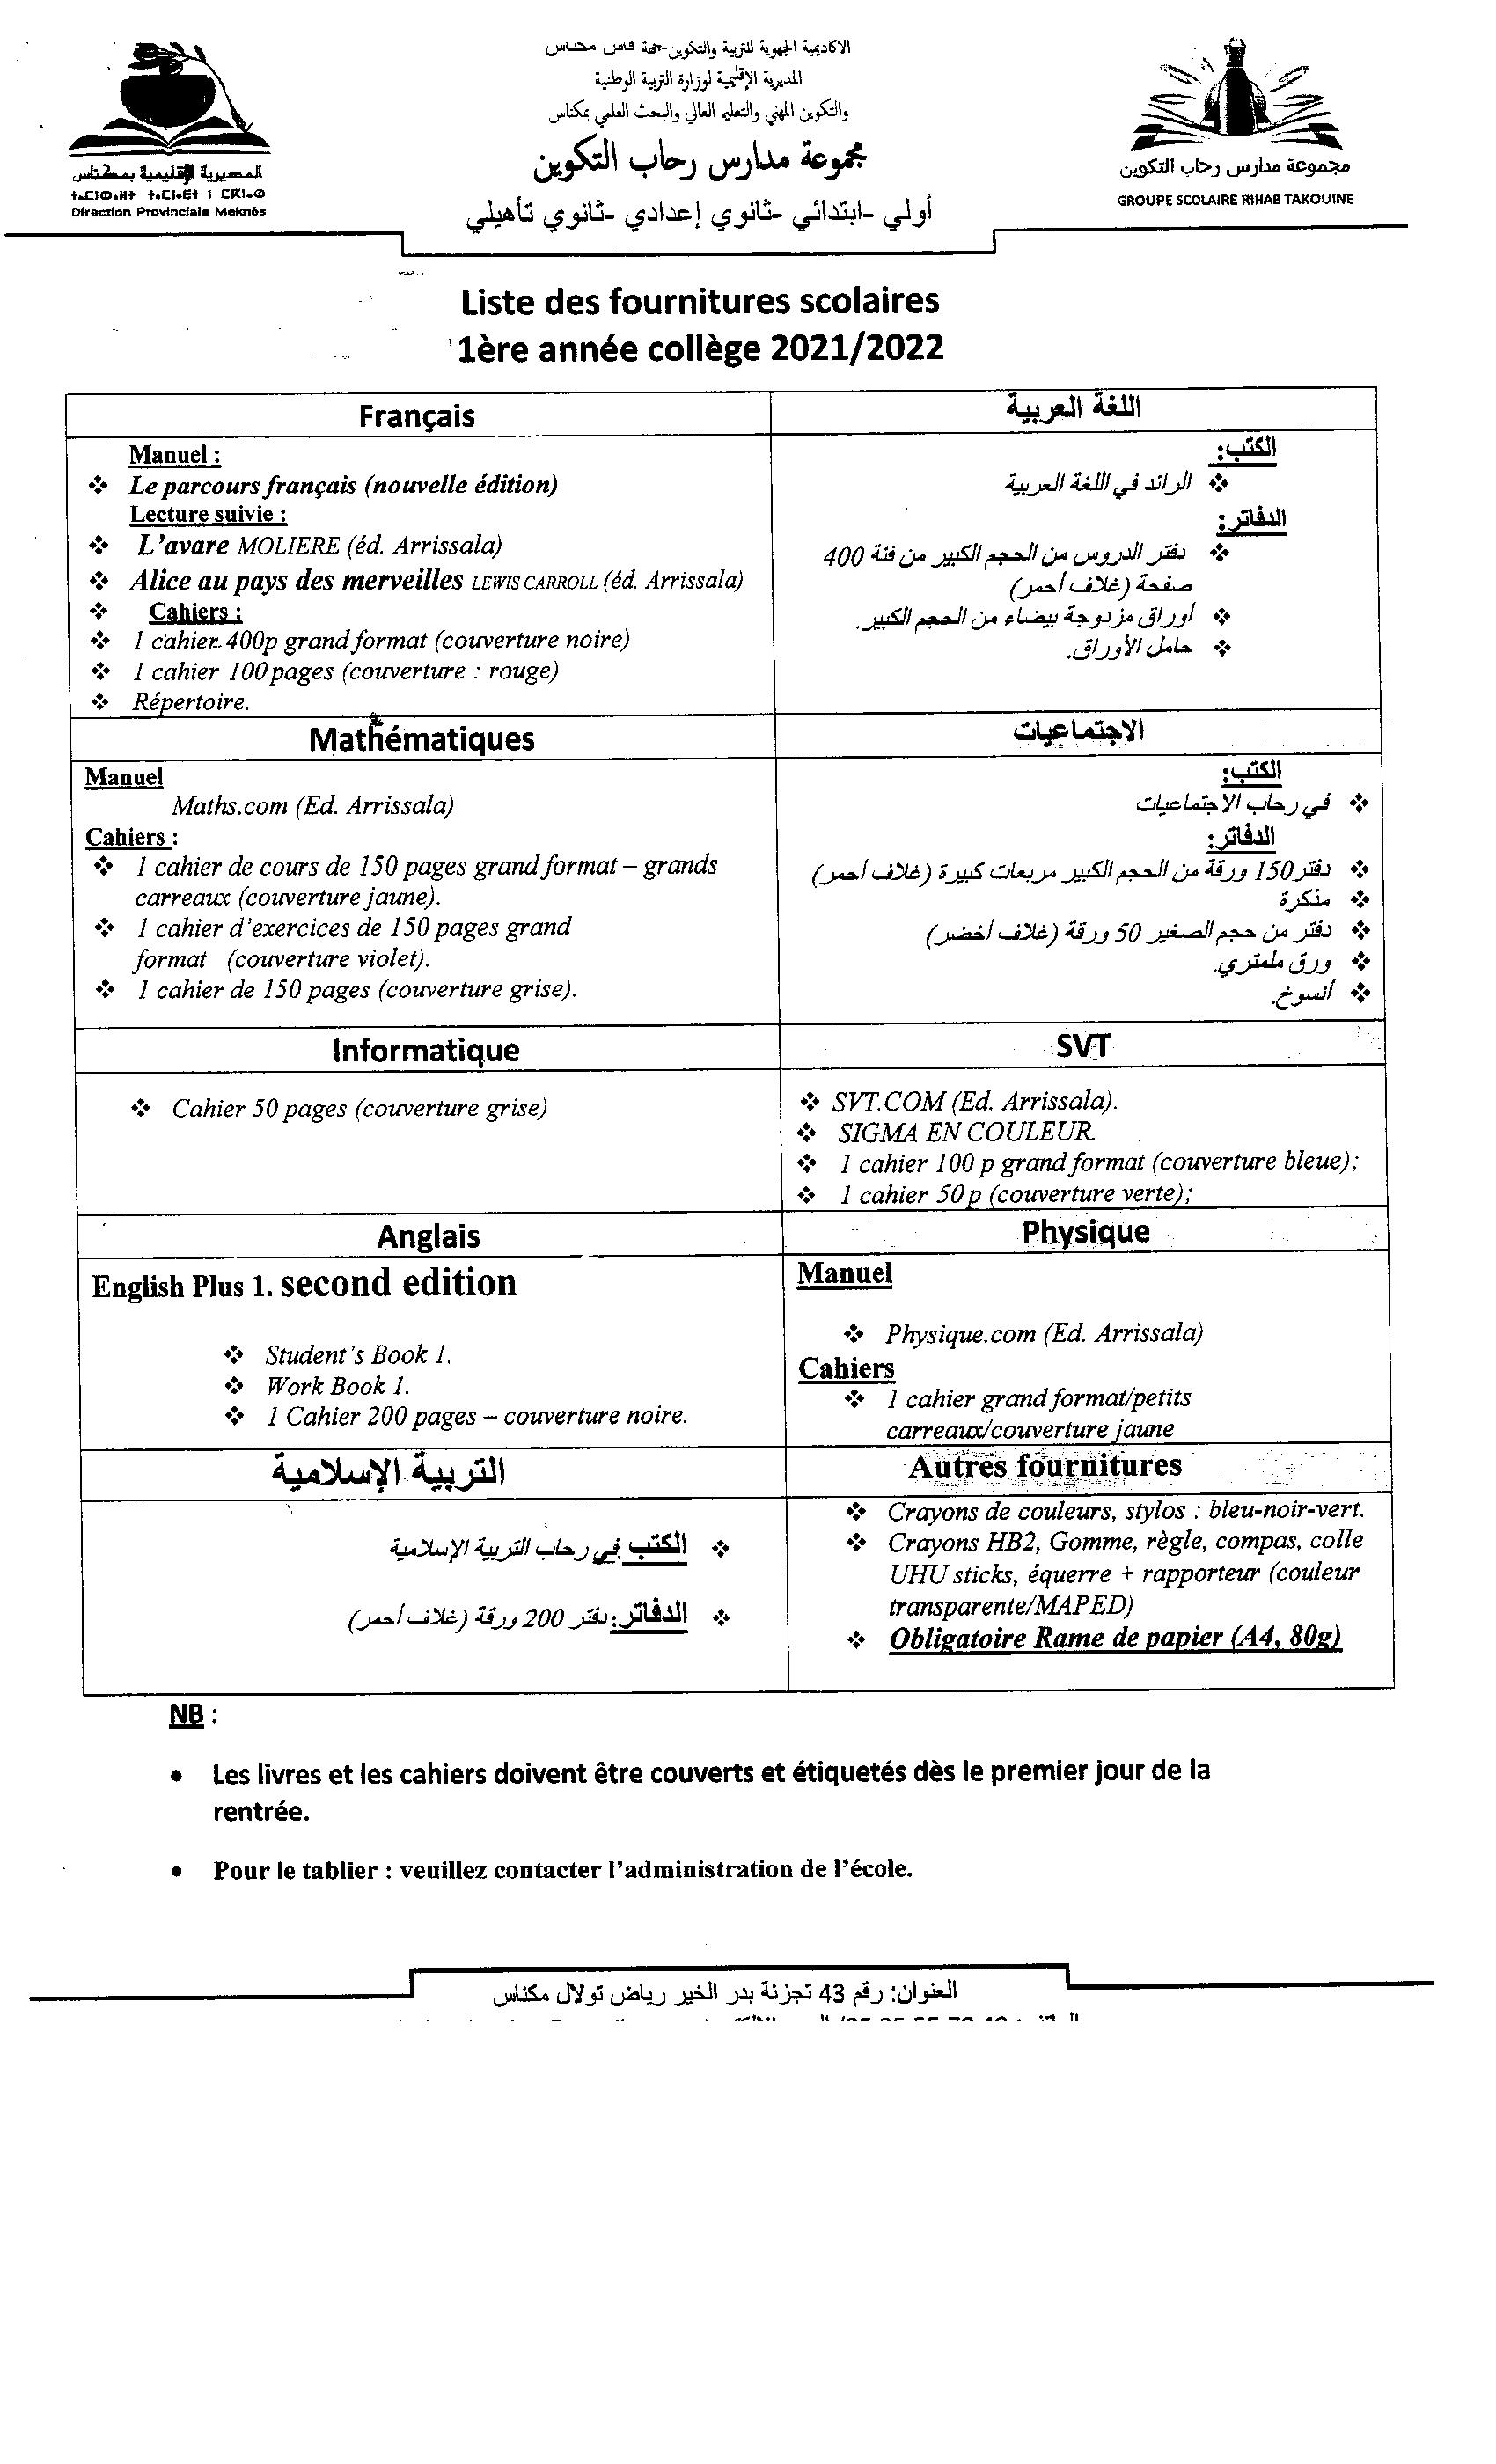 الاكاديمية الجهوية للتربية والتكوين-جهة فاس مكناس
المديرية الإقليمية لوزارة التربية الوطنية
والتكوين المهني والتعليم العالي والبحث العلمي بمكناس
مجموعة مدارس رحاب التكوين
أولي -ابتدائي -ثانوي إعدادي -ثانوي تأهيلي
المديرية الإقليمية بمكناس
Direction Provinciale Meknès
مجموعة مدارس رحاب التكوين
GROUPE SCOLAIRE RIHAB TAKOUINE
Liste des fournitures scolaires
1ère année collège 2021/2022
Français
Manuel :
❖ Le parcours français (nouvelle édition)
Lecture suivie :
❖ L'avare MOLIERE (éd. Arrissala)
❖ Alice au pays des merveilles LEWIS CARROLL (éd. Arrissala)
❖ Cahiers :
❖ 1 cahier 400p grand format (couverture noire)
❖ 1 cahier 100 pages (couverture : rouge)
❖ Répertoire.
اللغة العربية
الكتب:
❖ الرائد في اللغة العربية
الدفاتر:
❖ دفتر الدروس من الحجم الكبير من فئة 400
صفحة (غلاف أحمر)
❖ أوراق مزدوجة بيضاء من الحجم الكبير.
❖ حامل الأوراق.
Mathématiques
Manuel
Maths.com (Ed. Arrissala)
Cahiers :
❖ 1 cahier de cours de 150 pages grand format – grands
carreaux (couverture jaune).
❖ 1 cahier d'exercices de 150 pages grand
format (couverture violet).
❖ 1 cahier de 150 pages (couverture grise).
الاجتماعيات
الكتب:
❖ في رحاب الاجتماعيات
الدفاتر:
❖ دفتر 150 ورقة من الحجم الكبير مربعات كبيرة (غلاف أحمر)
❖ مذكرة
❖ دفتر من حجم الصغير 50 ورقة (غلاف أخضر)
❖ ورق ملمتري.
❖ أنسوخ.
Informatique
❖ Cahier 50 pages (couverture grise)
SVT
❖ SVT.COM (Ed. Arrissala).
❖ SIGMA EN COULEUR.
❖ 1 cahier 100 p grand format (couverture bleue);
❖ 1 cahier 50 p (couverture verte);
Anglais
English Plus 1. second edition
❖ Student's Book 1.
❖ Work Book 1.
❖ 1 Cahier 200 pages – couverture noire.
Physique
Manuel
❖ Physique.com (Ed. Arrissala)
Cahiers
❖ 1 cahier grand format/petits
carreaux/couverture jaune
التربية الإسلامية
❖ الكتب في رحاب التربية الإسلامية
❖ الدفاتر: دفتر 200 ورقة (غلاف أحمر)
Autres fournitures
❖ Crayons de couleurs, stylos : bleu-noir-vert.
❖ Crayons HB2, Gomme, règle, compas, colle
UHU sticks, équerre + rapporteur (couleur
transparente/MAPED)
❖ Obligatoire Rame de papier (A4, 80g)
NB :
• Les livres et les cahiers doivent être couverts et étiquetés dès le premier jour de la
rentrée.
• Pour le tablier : veuillez contacter l'administration de l'école.
العنوان: رقم 43 تجزئة بدر الخير رياض تولال مكناس